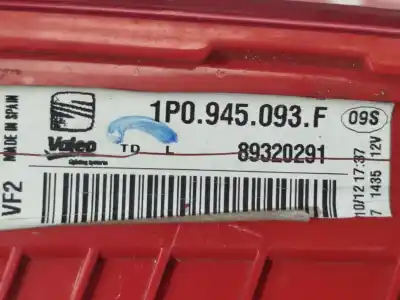 MADE IN SPAIN
VF2
1P0.945.093.F
09S
Valeo
Lighting Systems
TD L
89320291
10/12 17:37
7 1435 12V